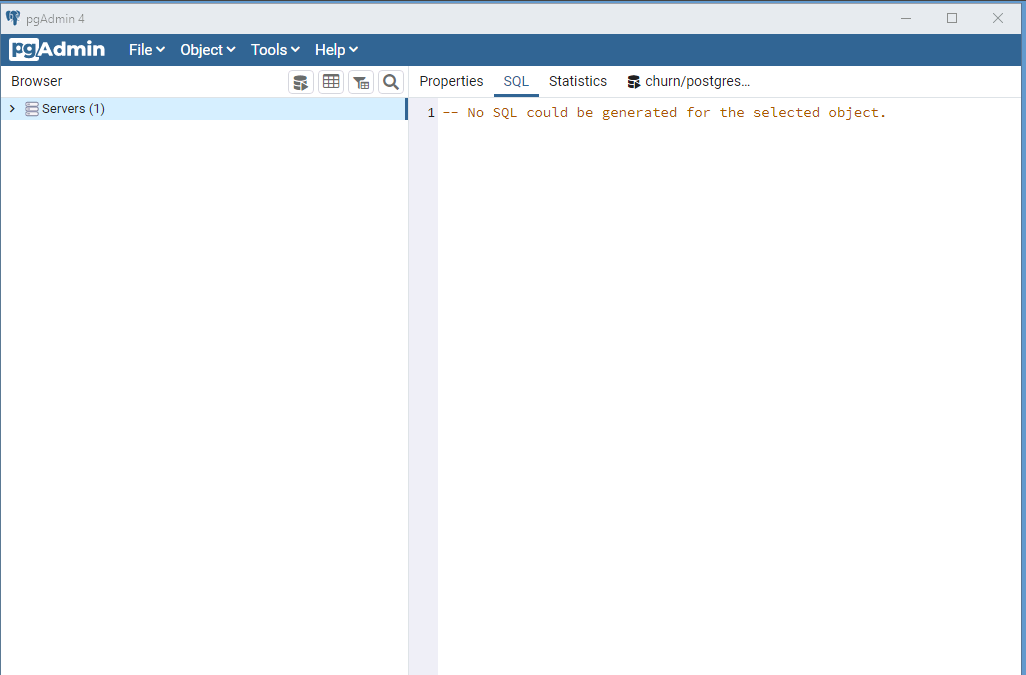 pgAdmin 4
pgAdmin File Object Tools Help
Browser
Properties SQL Statistics churn/postgres...
Servers (1)
1 -- No SQL could be generated for the selected object.